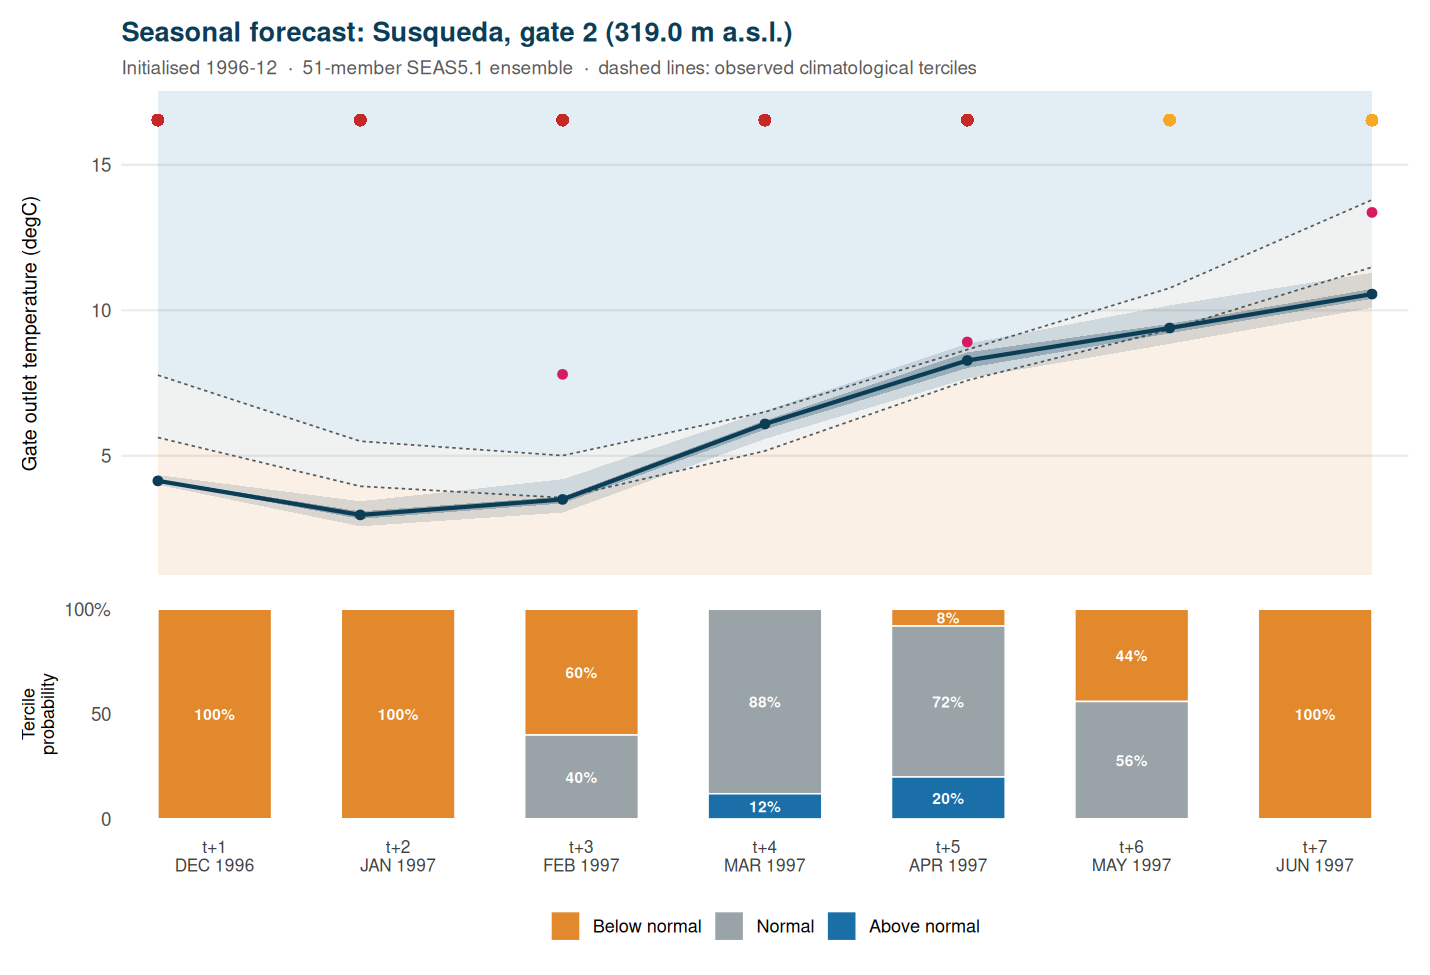 Seasonal forecast: Susqueda, gate 2 (319.0 m a.s.l.)
Initialised 1996-12 · 51-member SEAS5.1 ensemble · dashed lines: observed climatological terciles
Gate outlet temperature (degC)
15
10
5
Tercile
probability
100%
50
0
100%
100%
60%
40%
88%
12%
8%
72%
20%
44%
56%
100%
t+1
DEC 1996
t+2
JAN 1997
t+3
FEB 1997
t+4
MAR 1997
t+5
APR 1997
t+6
MAY 1997
t+7
JUN 1997
Below normal
Normal
Above normal